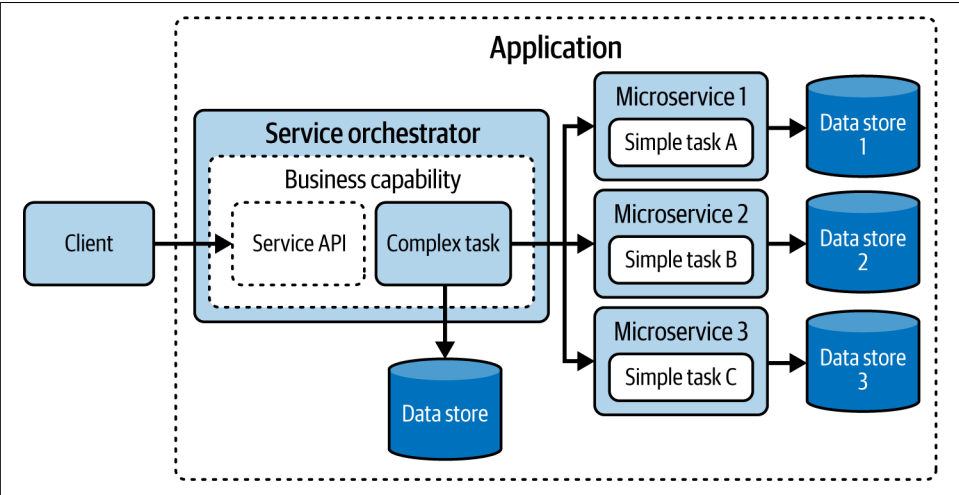 Application
Service orchestrator
Business capability
Client
Service API
Complex task
Data store
Microservice 1
Simple task A
Data store
1
Microservice 2
Simple task B
Data store
2
Microservice 3
Simple task C
Data store
3